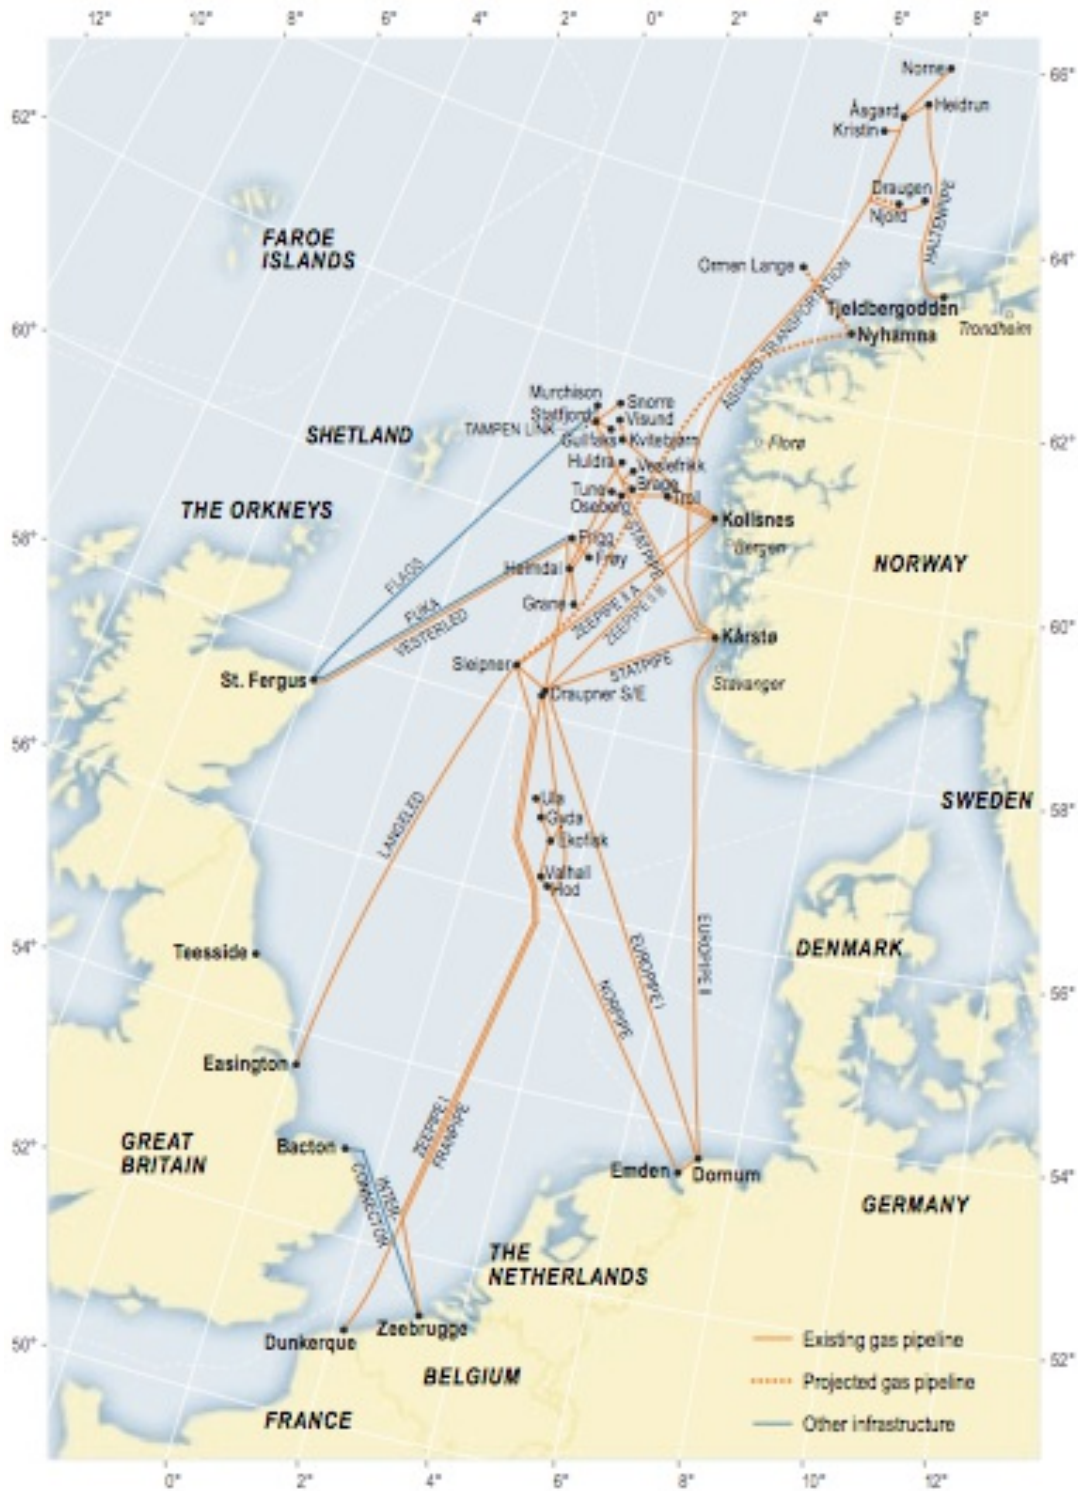 12° 10° 8° 6° 4° 2° 0° 2° 4° 6° 8°
66°
Norne
Åsgard
Heidrun
Kristin
62°
Draugen
Njord
HALTENPIPE
FAROE
ISLANDS
Ormen Lange
64°
ÅSGARD TRANSPORTATION
Tjeldbergodden
Trondheim
Nyhamna
60°
Murchison
Snorre
Statfjord
Visund
TAMPEN LINK
Gullfaks
Kvitebjørn
SHETLAND
Florø
62°
Huldra
Veslefrikk
Brage
Tune
Oseberg
Troll
THE ORKNEYS
Kollsnes
58°
Frigg
Bergen
STATPIPE
Frøy
NORWAY
Heimdal
FLAGS
FUKA
VESTERLED
Grane
ZEEPIPE II A
ZEEPIPE II B
60°
Kårstø
Sleipner
STATPIPE
St. Fergus
Stavanger
Draupner S/E
56°
SWEDEN
58°
Ula
Gyda
Ekofisk
LANGELED
Valhall
Hod
54°
Teesside
DENMARK
EUROPIPE I
EUROPIPE II
NORPIPE
56°
Easington
ZEEPIPE I
FRANPIPE
52°
GREAT
BRITAIN
Bacton
INTER-
CONNECTOR
Emden
Dornum
54°
GERMANY
THE
NETHERLANDS
50°
Dunkerque
Zeebrugge
Existing gas pipeline
52°
BELGIUM
Projected gas pipeline
FRANCE
Other infrastructure
0° 2° 4° 6° 8° 10° 12°